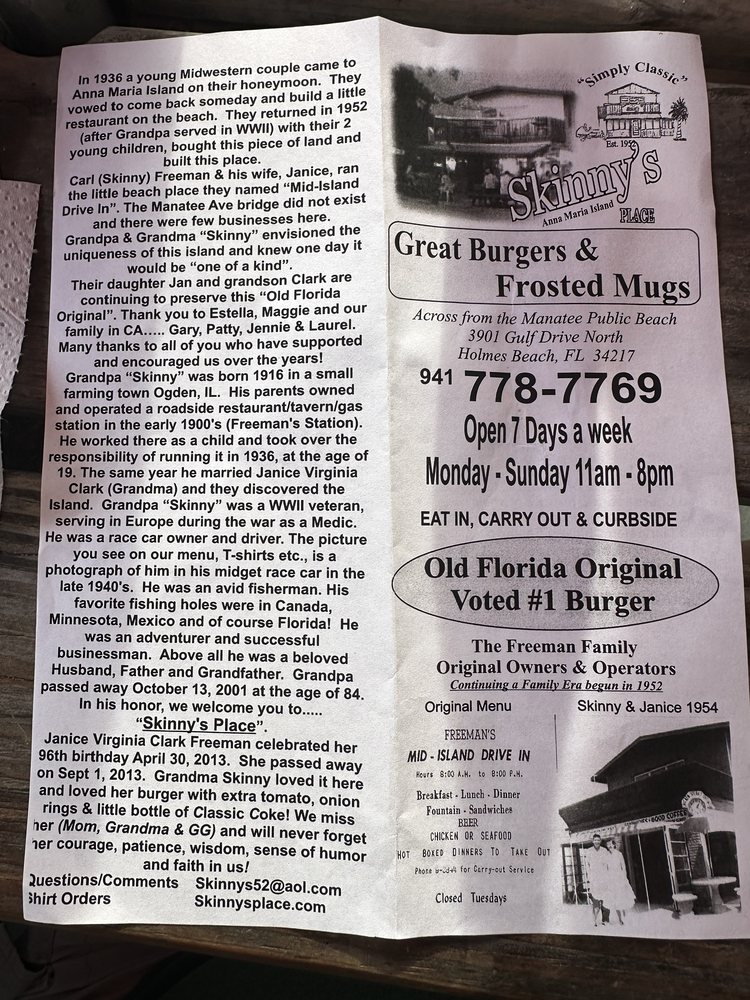 In 1936 a young Midwestern couple came to
Anna Maria Island on their honeymoon. They
vowed to come back someday and build a little
restaurant on the beach. They returned in 1952
(after Grandpa served in WWII) with their 2
young children, bought this piece of land and
built this place.
Carl (Skinny) Freeman & his wife, Janice, ran
the little beach place they named “Mid-Island
Drive In”. The Manatee Ave bridge did not exist
and there were few businesses here.
Grandpa & Grandma “Skinny” envisioned the
uniqueness of this island and knew one day it
would be “one of a kind”.
Their daughter Jan and grandson Clark are
continuing to preserve this “Old Florida
Original”. Thank you to Estella, Maggie and our
family in CA..... Gary, Patty, Jennie & Laurel.
Many thanks to all of you who have supported
and encouraged us over the years!
Grandpa “Skinny” was born 1916 in a small
farming town Ogden, IL. His parents owned
and operated a roadside restaurant/tavern/gas
station in the early 1900's (Freeman's Station).
He worked there as a child and took over the
responsibility of running it in 1936, at the age of
19. The same year he married Janice Virginia
Clark (Grandma) and they discovered the
Island. Grandpa “Skinny” was a WWII veteran,
serving in Europe during the war as a Medic.
He was a race car owner and driver. The picture
you see on our menu, T-shirts etc., is a
photograph of him in his midget race car in the
late 1940's. He was an avid fisherman. His
favorite fishing holes were in Canada,
Minnesota, Mexico and of course Florida! He
was an adventurer and successful
businessman. Above all he was a beloved
Husband, Father and Grandfather. Grandpa
passed away October 13, 2001 at the age of 84.
In his honor, we welcome you to.....
“Skinny's Place”.
Janice Virginia Clark Freeman celebrated her
96th birthday April 30, 2013. She passed away
on Sept 1, 2013. Grandma Skinny loved it here
and loved her burger with extra tomato, onion
rings & little bottle of Classic Coke! We miss
her (Mom, Grandma & GG) and will never forget
her courage, patience, wisdom, sense of humor
and faith in us!
Questions/Comments Skinnys52@aol.com
Shirt Orders Skinnysplace.com
“Simply Classic”
Est. 1952
Skinny's
Anna Maria Island PLACE
Great Burgers &
Frosted Mugs
Across from the Manatee Public Beach
3901 Gulf Drive North
Holmes Beach, FL 34217
941 778-7769
Open 7 Days a week
Monday - Sunday 11am - 8pm
EAT IN, CARRY OUT & CURBSIDE
Old Florida Original
Voted #1 Burger
The Freeman Family
Original Owners & Operators
Continuing a Family Era begun in 1952
Original Menu Skinny & Janice 1954
FREEMAN'S
MID - ISLAND DRIVE IN
Hours 8:00 A.M. to 8:00 P.M.
Breakfast - Lunch - Dinner
Fountain - Sandwiches
BEER
CHICKEN OR SEAFOOD
HOT BOXED DINNERS TO TAKE OUT
Phone for Carry-out Service
Closed Tuesdays
GOOD COFFEE